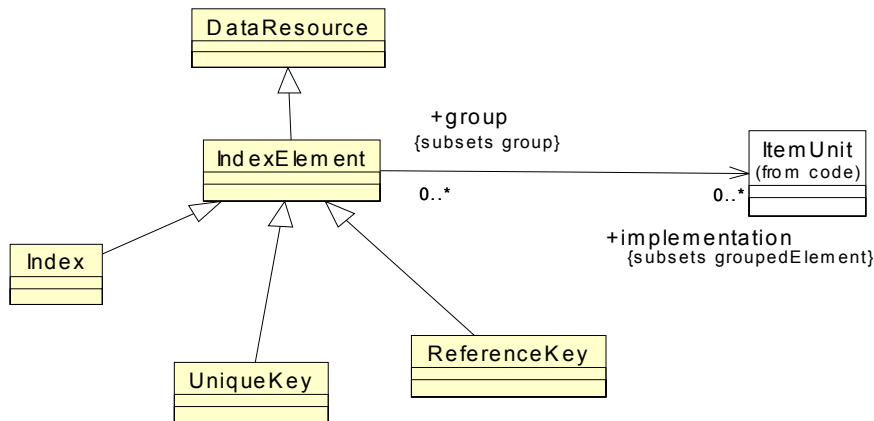 DataResource
+group
{subsets group}
IndexElement
ItemUnit
(from code)
0..*
0..*
+implementation
{subsets groupedElement}
Index
ReferenceKey
UniqueKey